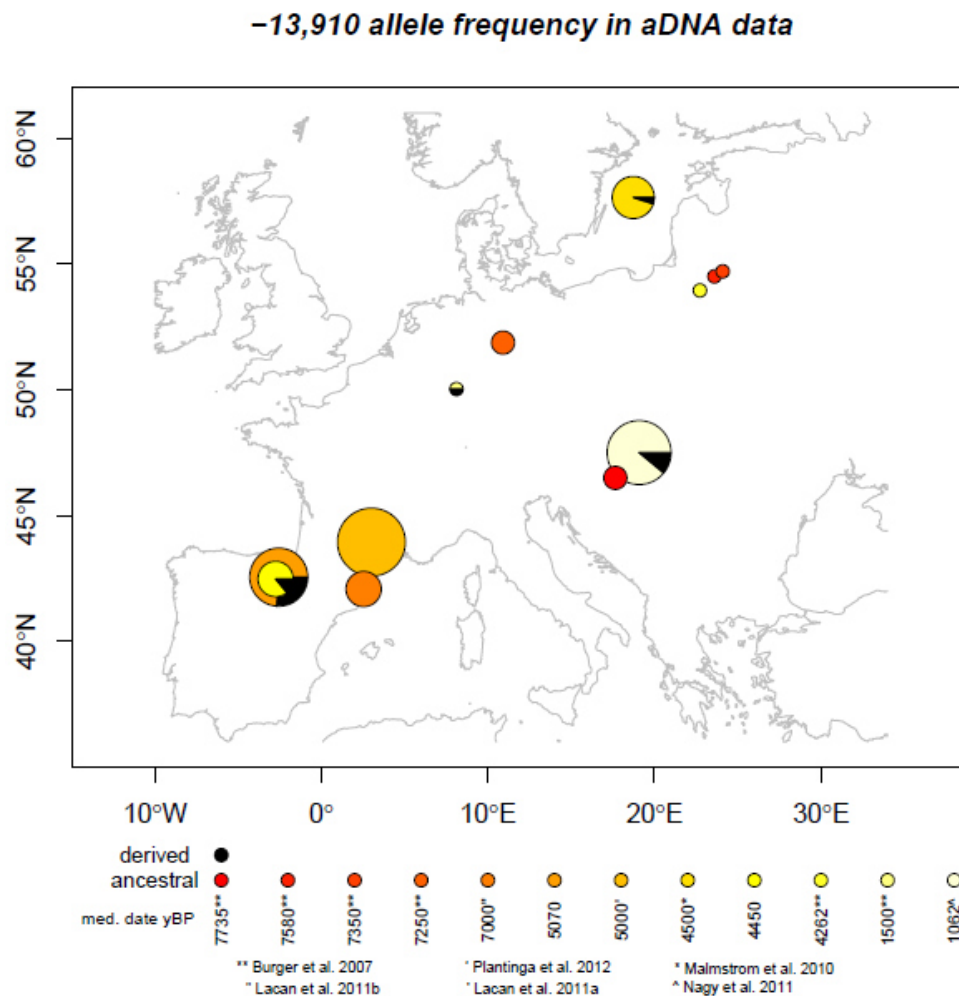 −13,910 allele frequency in aDNA data
60°N
55°N
50°N
45°N
40°N
10°W 0° 10°E 20°E 30°E
derived
ancestral
med. date yBP 7735** 7580** 7350** 7250** 7000" 5070 5000' 4500* 4450 4262** 1500** 1062^
** Burger et al. 2007 ' Plantinga et al. 2012 * Malmstrom et al. 2010
" Lacan et al. 2011b ' Lacan et al. 2011a ^ Nagy et al. 2011